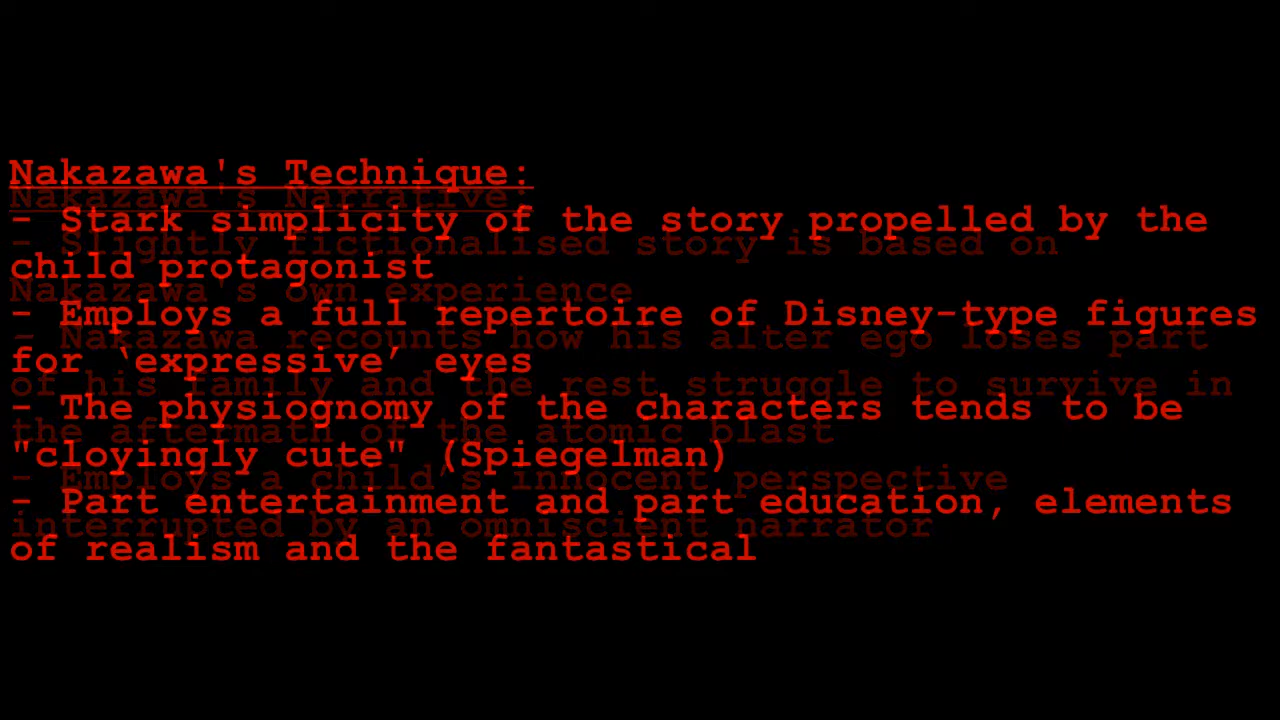 Nakazawa's Technique:
Nakazawa's Narrative:
- Stark simplicity of the story propelled by the
- Slightly fictionalised story is based on
child protagonist
Nakazawa's own experience
- Employs a full repertoire of Disney-type figures
- Nakazawa recounts how his alter ego loses part
for ‘expressive’ eyes
of his family and the rest struggle to survive in
- The physiognomy of the characters tends to be
the aftermath of the atomic blast
"cloyingly cute" (Spiegelman)
- Employs a child's innocent perspective
- Part entertainment and part education, elements
interrupted by an omniscient narrator
of realism and the fantastical